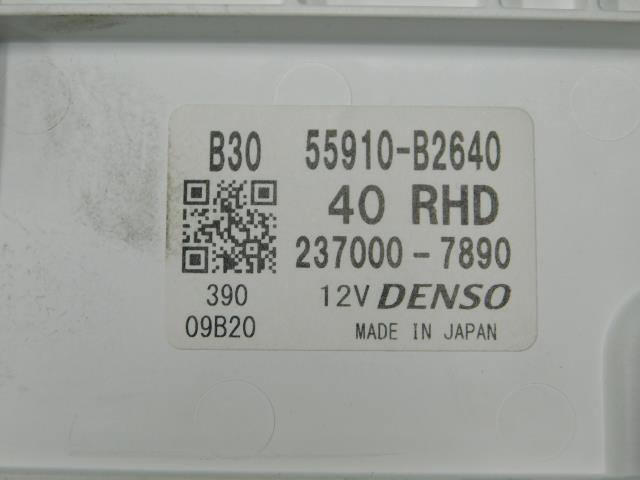 B30 55910-B2640
40 RHD
237000-7890
390 12V DENSO
09B20 MADE IN JAPAN